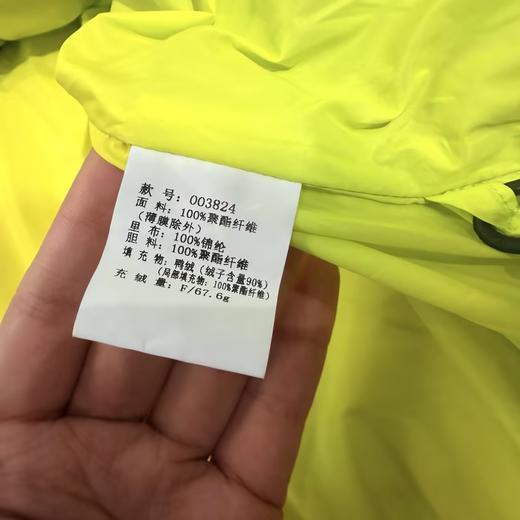 款 号: 003824
面 料: 100%聚酯纤维
(薄膜除外)
里 布: 100%锦纶
胆 料: 100%聚酯纤维
填 充 物: 鸭绒 (绒子含量90%)
(局部填充物: 100%聚酯纤维)
充 绒 量: F/67.6g